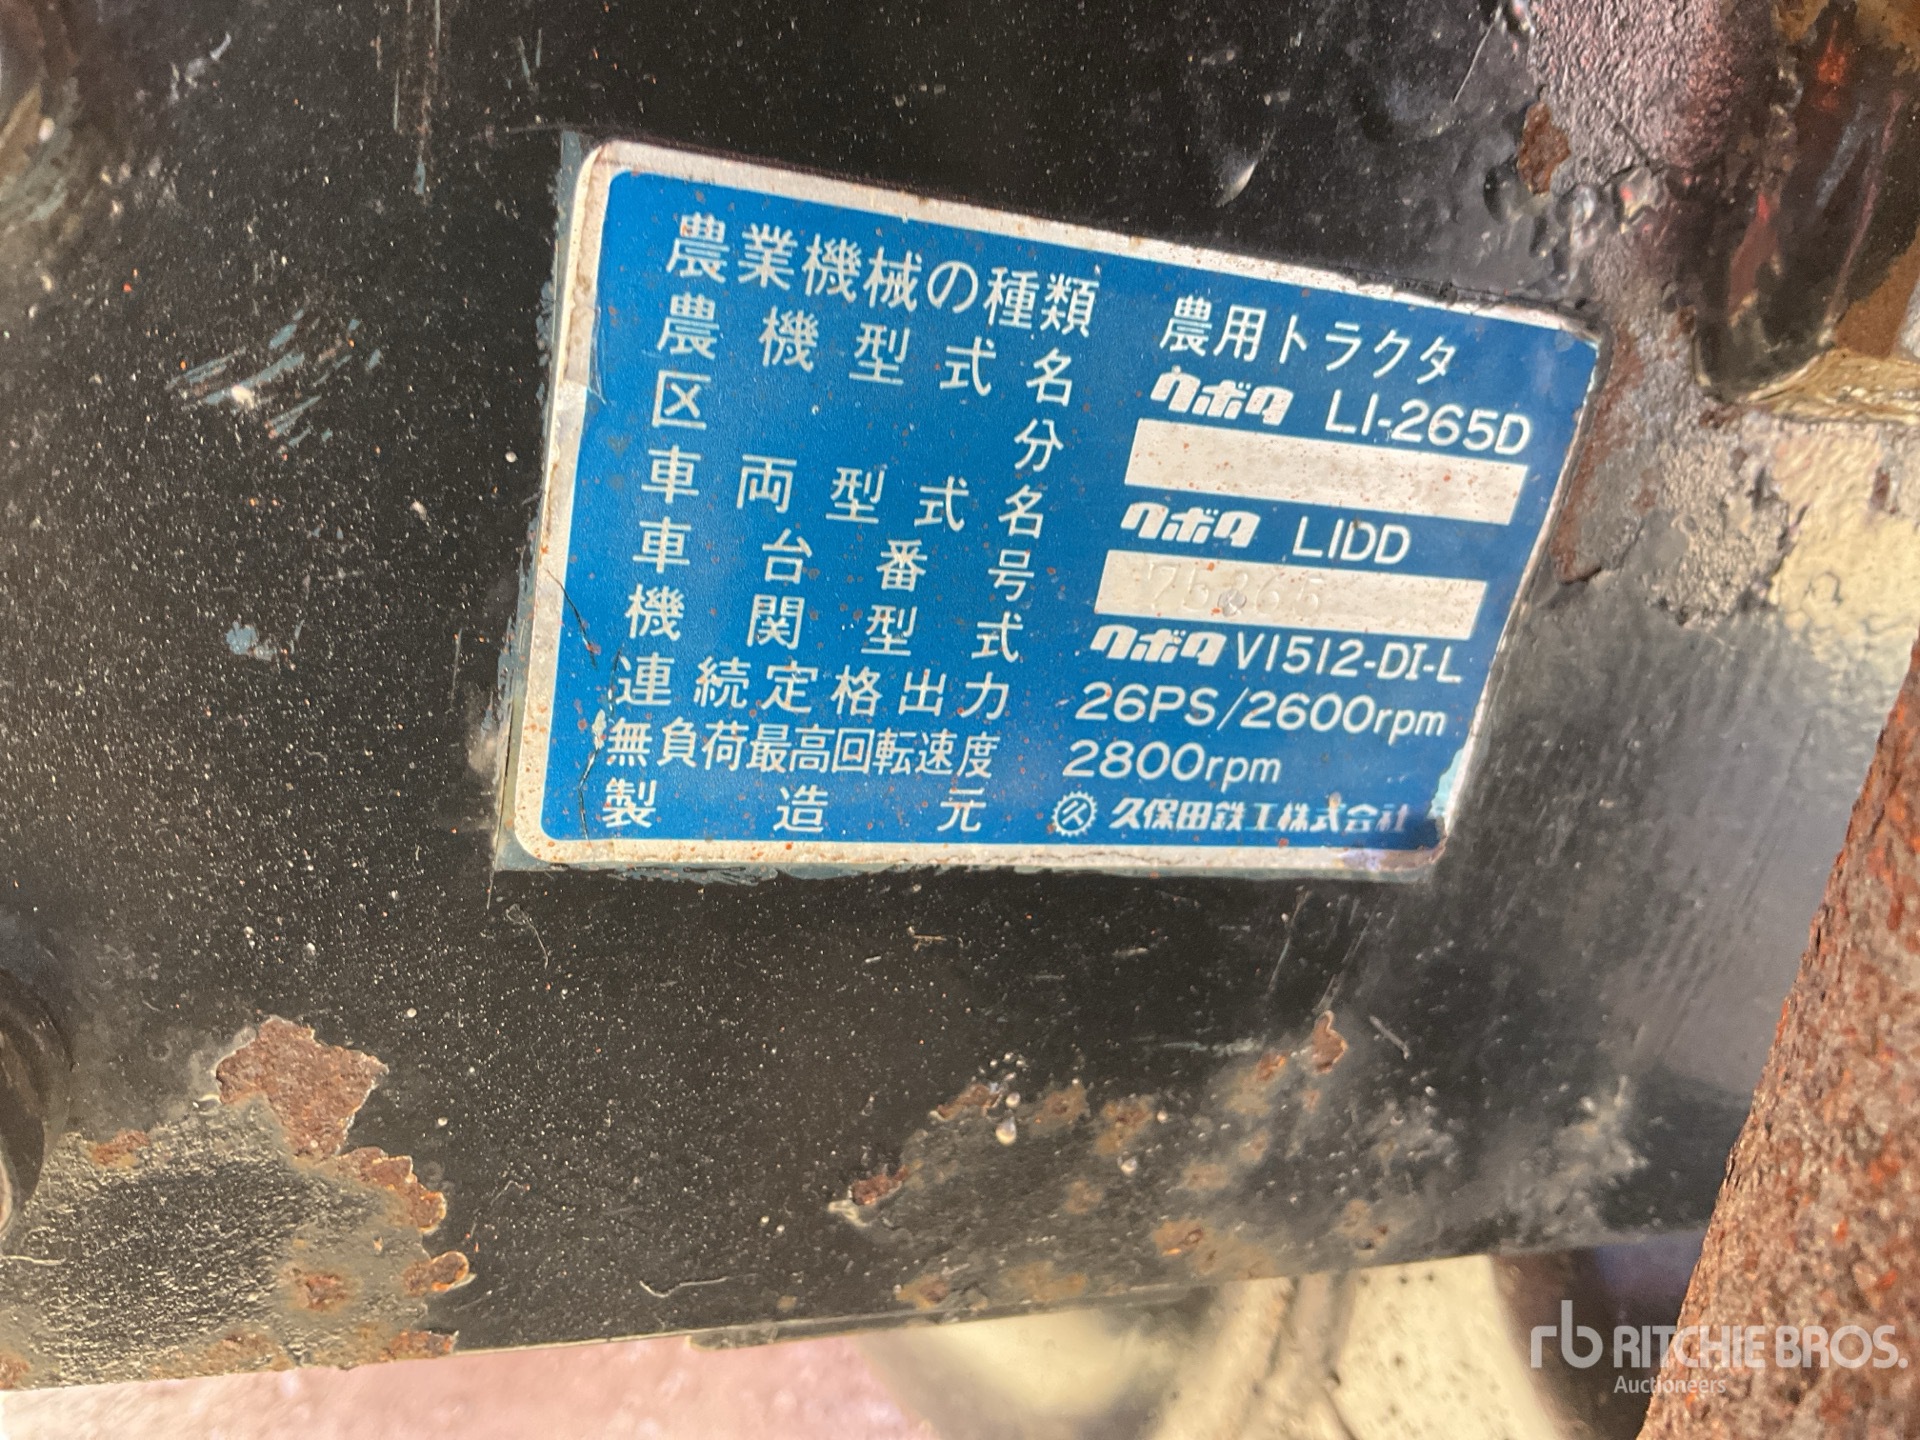 農業機械の種類 農用トラクタ
農機型式名 クボタ L1-265D
区分
車両型式名 クボタ L1DD
車台番号
機関型式 クボタ V1512-DI-L
連続定格出力 26PS/2600rpm
無負荷最高回転速度 2800rpm
製造元 久保田鉄工株式会社
rb RITCHIE BROS.
Auctioneers